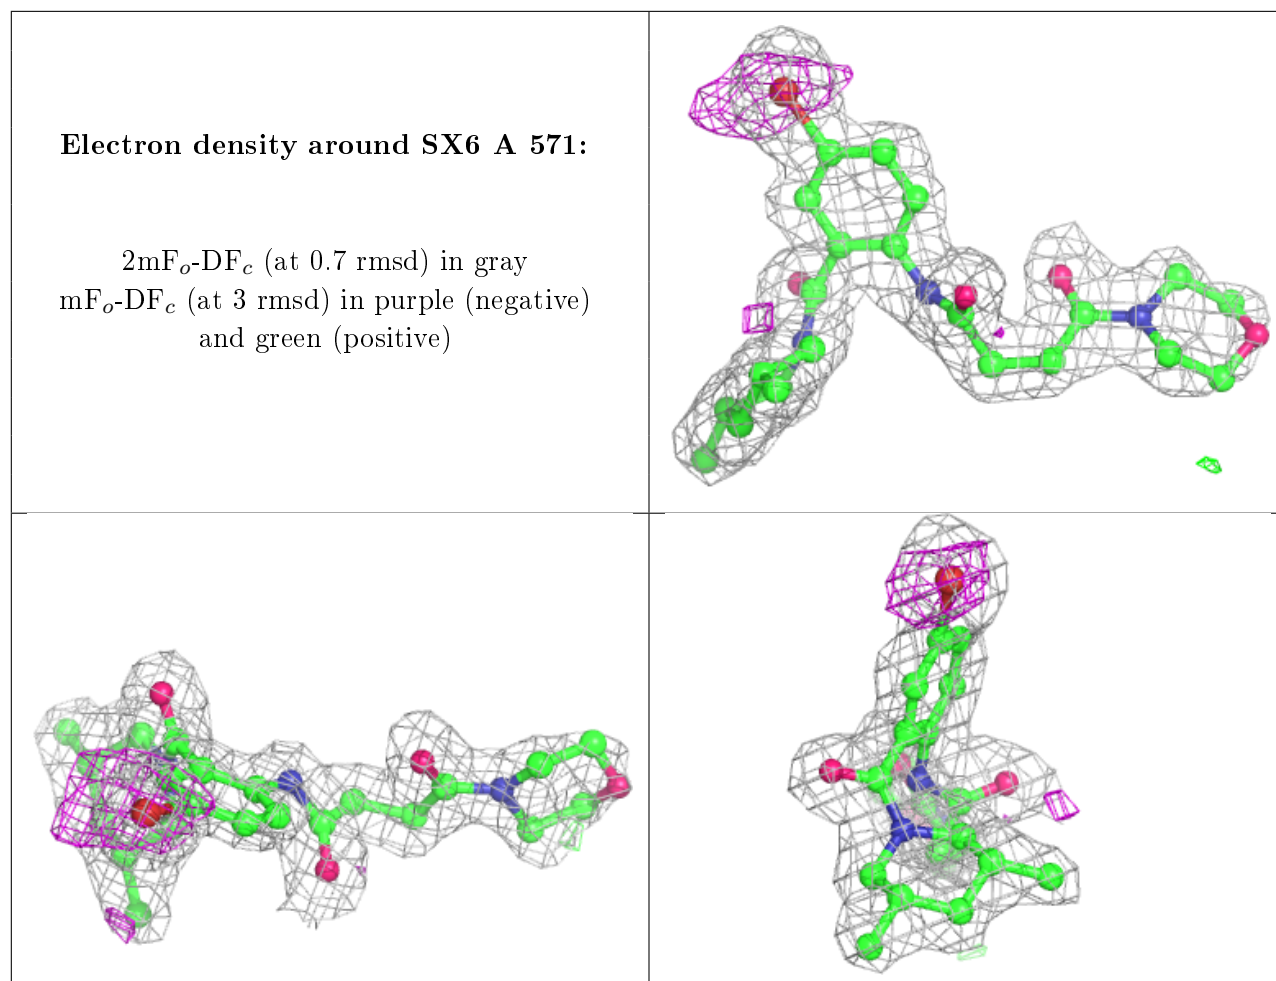 Electron density around SX6 A 571:
2mFo-DFc (at 0.7 rmsd) in gray
mFo-DFc (at 3 rmsd) in purple (negative)
and green (positive)